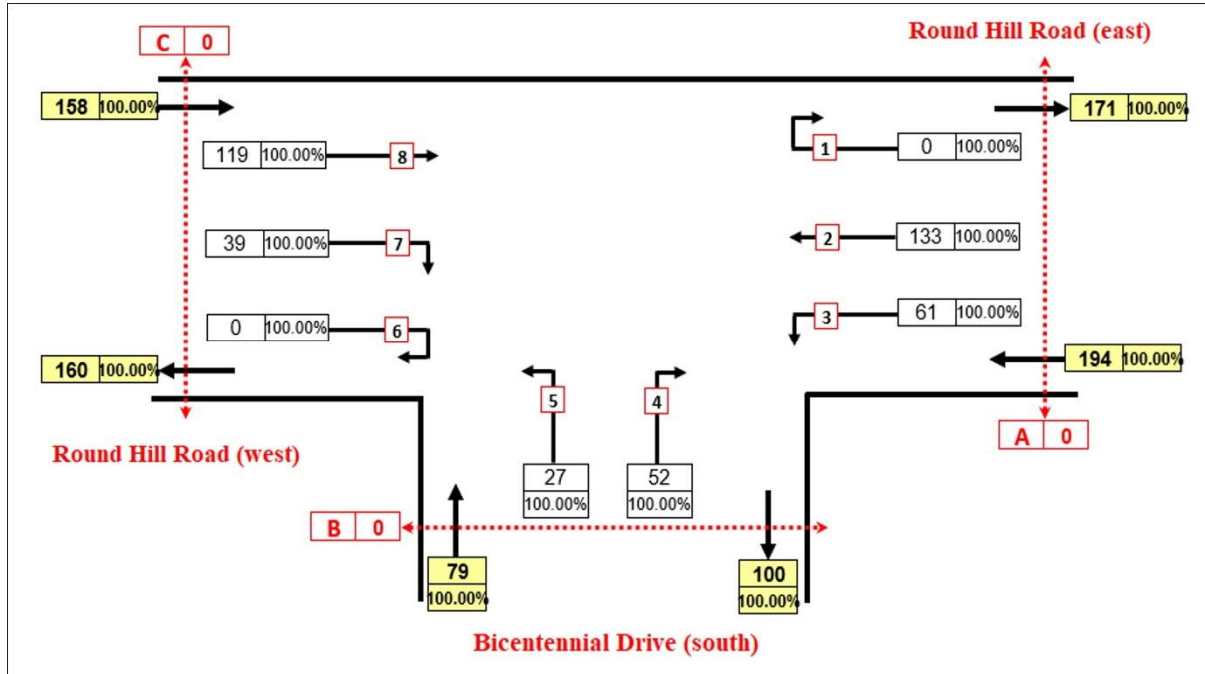 C 0
Round Hill Road (east)
158 100.00%
171 100.00%
119 100.00% 8
1 0 100.00%
39 100.00% 7
2 133 100.00%
0 100.00% 6
3 61 100.00%
160 100.00%
194 100.00%
5
4
Round Hill Road (west)
A 0
27
100.00%
52
100.00%
B 0
79
100.00%
100
100.00%
Bicentennial Drive (south)